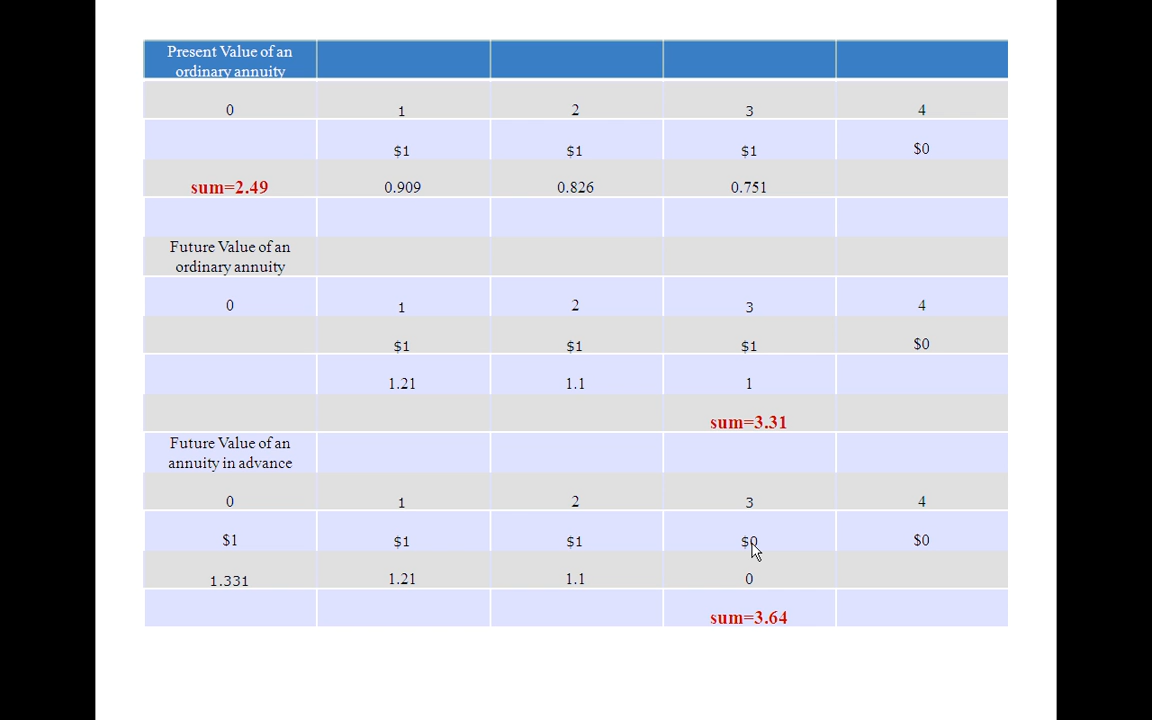 Present Value of an
ordinary annuity
0 1 2 3 4
$1 $1 $1 $0
sum=2.49 0.909 0.826 0.751
Future Value of an
ordinary annuity
0 1 2 3 4
$1 $1 $1 $0
1.21 1.1 1
sum=3.31
Future Value of an
annuity in advance
0 1 2 3 4
$1 $1 $1 $0 $0
1.331 1.21 1.1 0
sum=3.64